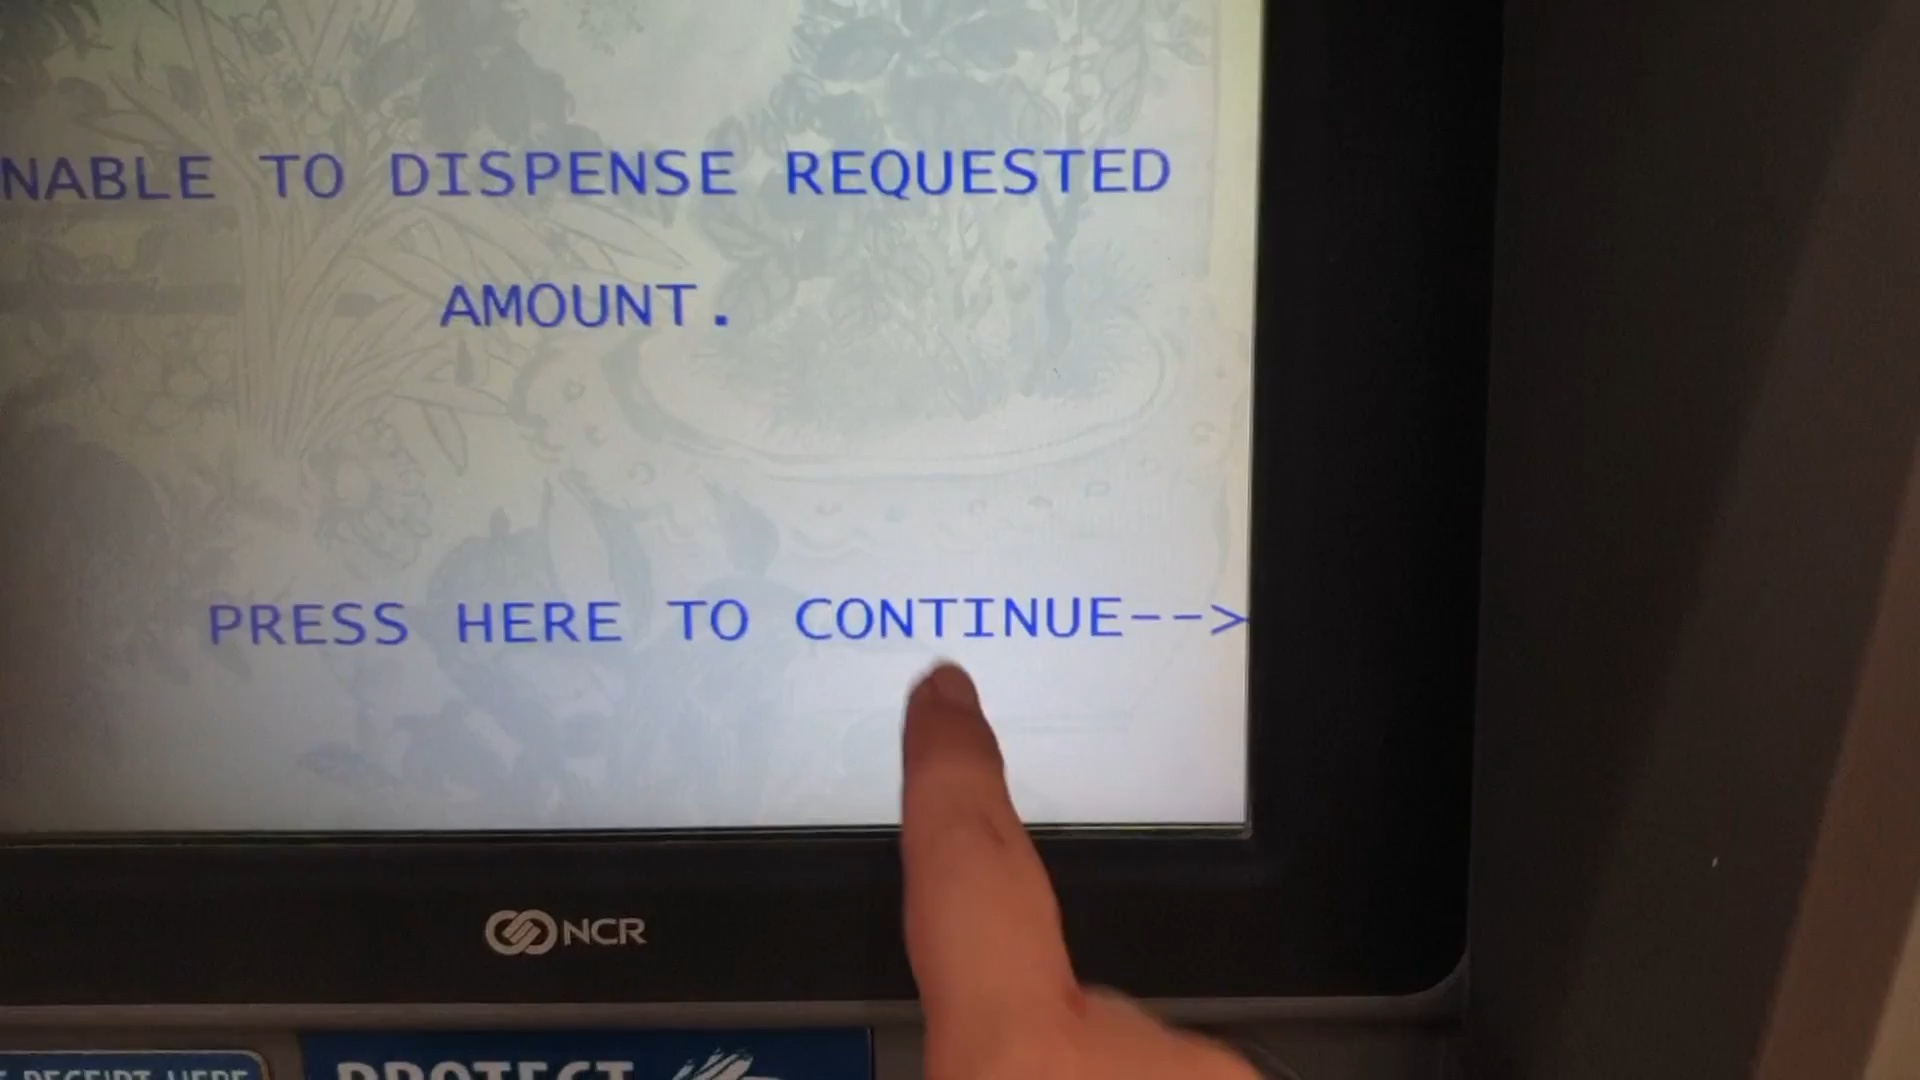 NABLE TO DISPENSE REQUESTED
AMOUNT.
PRESS HERE TO CONTINUE-->
NCR
RECEIPT HERE
PROTECT